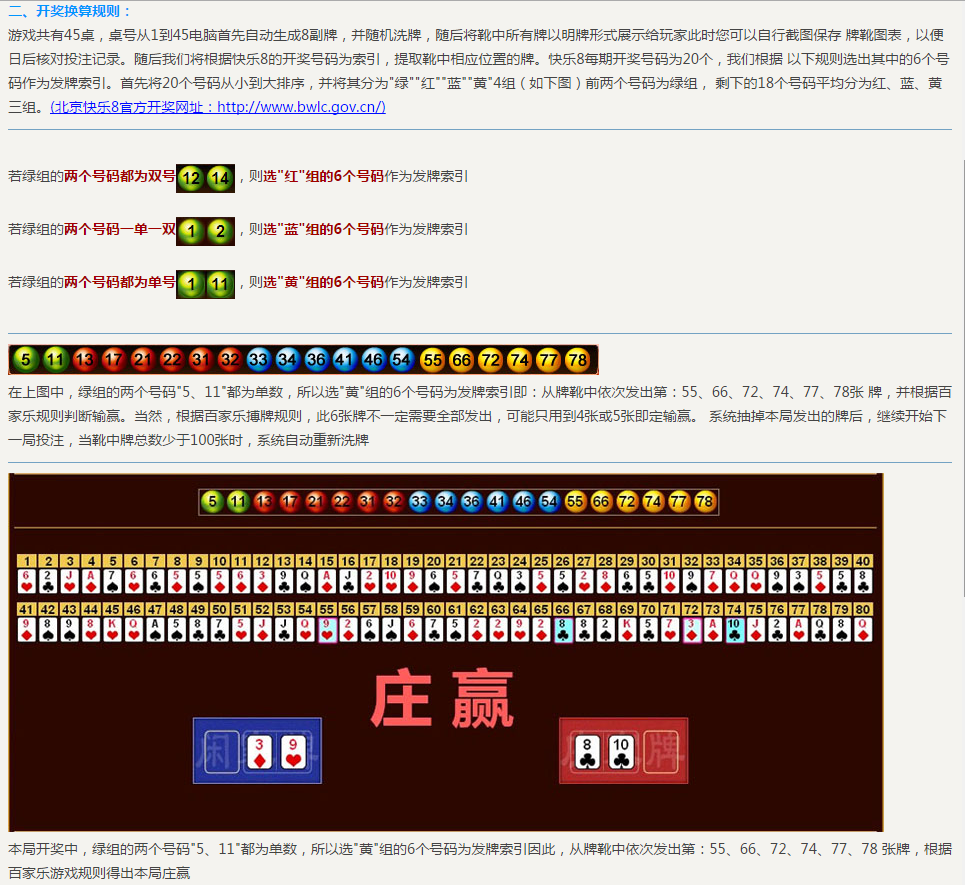 二、开奖换算规则：
游戏共有45桌，桌号从1到45电脑首先自动生成8副牌，并随机洗牌，随后将靴中所有牌以明牌形式展示给玩家此时您可以自行截图保存 牌靴图表，以便
日后核对投注记录。随后我们将根据快乐8的开奖号码为索引，提取靴中相应位置的牌。快乐8每期开奖号码为20个，我们根据 以下规则选出其中的6个号
码作为发牌索引。首先将20个号码从小到大排序，并将其分为"绿""红""蓝""黄"4组（如下图）前两个号码为绿组， 剩下的18个号码平均分为红、蓝、黄
三组。(北京快乐8官方开奖网址：http://www.bwlc.gov.cn/)
若绿组的两个号码都为双号 12 14 ，则选"红"组的6个号码作为发牌索引
若绿组的两个号码一单一双 1 2 ，则选"蓝"组的6个号码作为发牌索引
若绿组的两个号码都为单号 1 11 ，则选"黄"组的6个号码作为发牌索引
5 11 13 17 21 22 31 32 33 34 36 41 46 54 55 66 72 74 77 78
在上图中，绿组的两个号码"5、11"都为单数，所以选"黄"组的6个号码为发牌索引即：从牌靴中依次发出第：55、66、72、74、77、78张 牌，并根据百
家乐规则判断输赢。当然，根据百家乐博牌规则，此6张牌不一定需要全部发出，可能只用到4张或5张即定输赢。 系统抽掉本局发出的牌后，继续开始下
一局投注，当靴中牌总数少于100张时，系统自动重新洗牌
5 11 13 17 21 22 31 32 33 34 36 41 46 54 55 66 72 74 77 78
1 2 3 4 5 6 7 8 9 10 11 12 13 14 15 16 17 18 19 20 21 22 23 24 25 26 27 28 29 30 31 32 33 34 35 36 37 38 39 40
6 2 J A 7 6 6 5 5 5 6 3 9 Q A J 2 10 9 6 5 7 Q 3 5 5 2 8 6 5 10 9 7 Q Q 9 3 5 5 8
41 42 43 44 45 46 47 48 49 50 51 52 53 54 55 56 57 58 59 60 61 62 63 64 65 66 67 68 69 70 71 72 73 74 75 76 77 78 79 80
9 8 9 8 K Q A 5 8 7 5 J J Q 9 2 6 J 6 7 5 2 2 9 2 8 8 2 K 5 7 3 A 10 J 2 A Q 8 Q
庄 赢
3 9
8 10
本局开奖中，绿组的两个号码"5、11"都为单数，所以选"黄"组的6个号码为发牌索引因此，从牌靴中依次发出第：55、66、72、74、77、78 张牌，根据
百家乐游戏规则得出本局庄赢